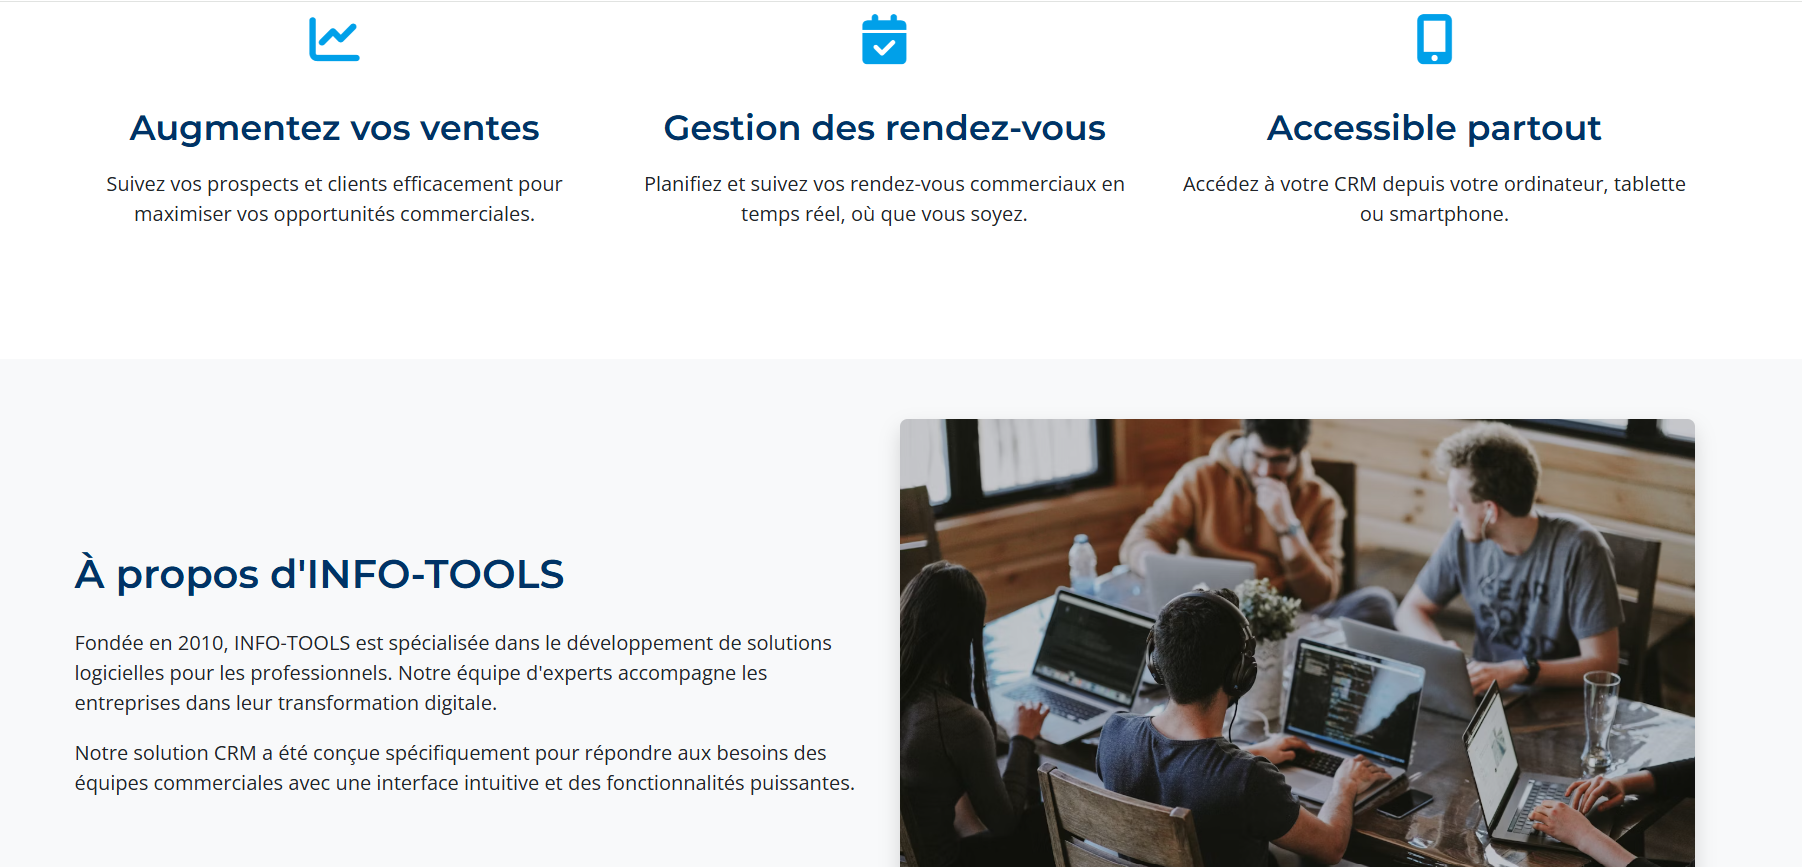 Augmentez vos ventes
Suivez vos prospects et clients efficacement pour
maximiser vos opportunités commerciales.
Gestion des rendez-vous
Planifiez et suivez vos rendez-vous commerciaux en
temps réel, où que vous soyez.
Accessible partout
Accédez à votre CRM depuis votre ordinateur, tablette
ou smartphone.
À propos d'INFO-TOOLS
Fondée en 2010, INFO-TOOLS est spécialisée dans le développement de solutions
logicielles pour les professionnels. Notre équipe d'experts accompagne les
entreprises dans leur transformation digitale.
Notre solution CRM a été conçue spécifiquement pour répondre aux besoins des
équipes commerciales avec une interface intuitive et des fonctionnalités puissantes.